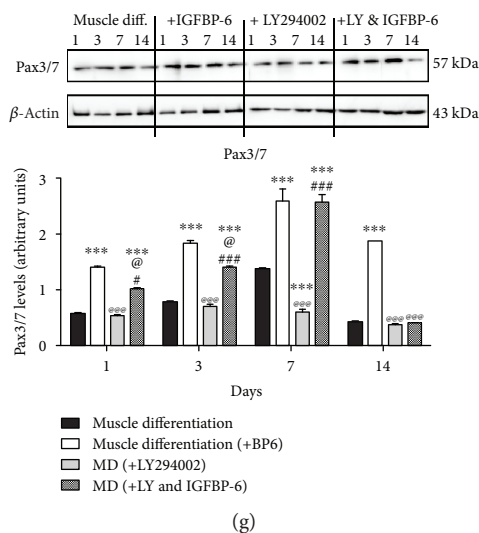 Muscle diff. +IGFBP-6 + LY294002 +LY & IGFBP-6
1 3 7 14 1 3 7 14 1 3 7 14 1 3 7 14
Pax3/7 57 kDa
β-Actin 43 kDa
Pax3/7
Pax3/7 levels (arbitrary units)
3
2
1
0
*** *** @ # @@@
*** *** @ ### @@@
*** *** ### *** @@@
*** @@@ @@@
1 3 7 14
Days
Muscle differentiation
Muscle differentiation (+BP6)
MD (+LY294002)
MD (+LY and IGFBP-6)
(g)